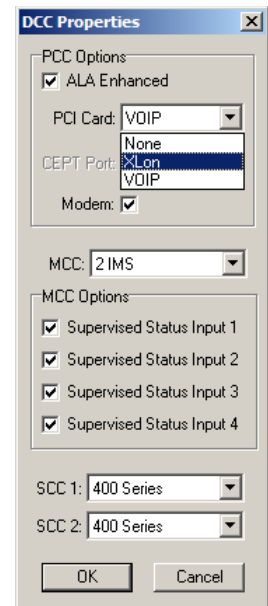 DCC Properties
PCC Options
ALA Enhanced
PCI Card: VOIP
None
CEPT Port: XLon
VOIP
Modem:
MCC: 2 IMS
MCC Options
Supervised Status Input 1
Supervised Status Input 2
Supervised Status Input 3
Supervised Status Input 4
SCC 1: 400 Series
SCC 2: 400 Series
OK Cancel